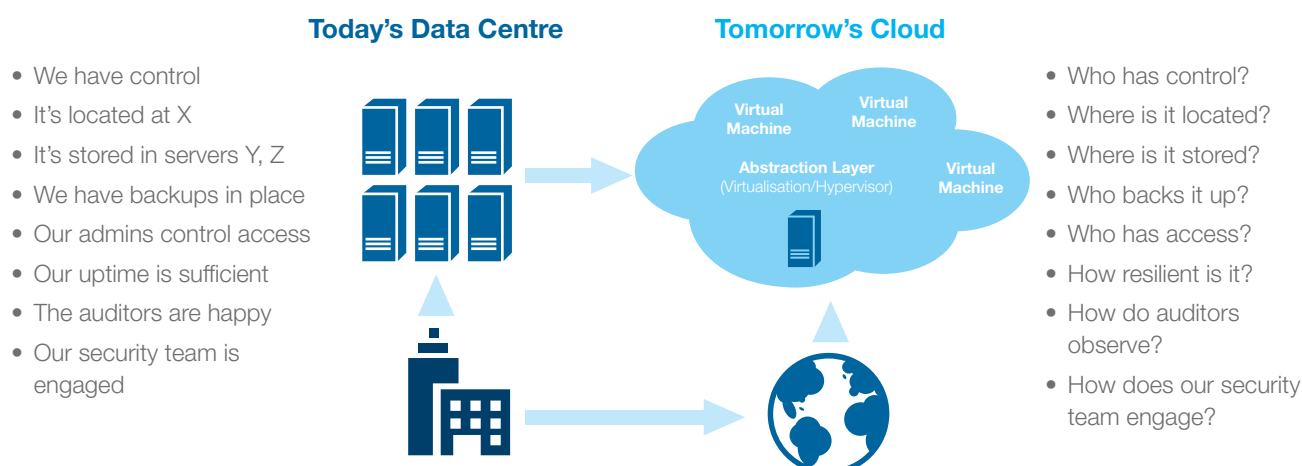 Today’s Data Centre
Tomorrow’s Cloud
• We have control
• It’s located at X
• It’s stored in servers Y, Z
• We have backups in place
• Our admins control access
• Our uptime is sufficient
• The auditors are happy
• Our security team is
engaged
Virtual
Machine
Virtual
Machine
Virtual
Machine
Abstraction Layer
(Virtualisation/Hypervisor)
• Who has control?
• Where is it located?
• Where is it stored?
• Who backs it up?
• Who has access?
• How resilient is it?
• How do auditors
observe?
• How does our security
team engage?